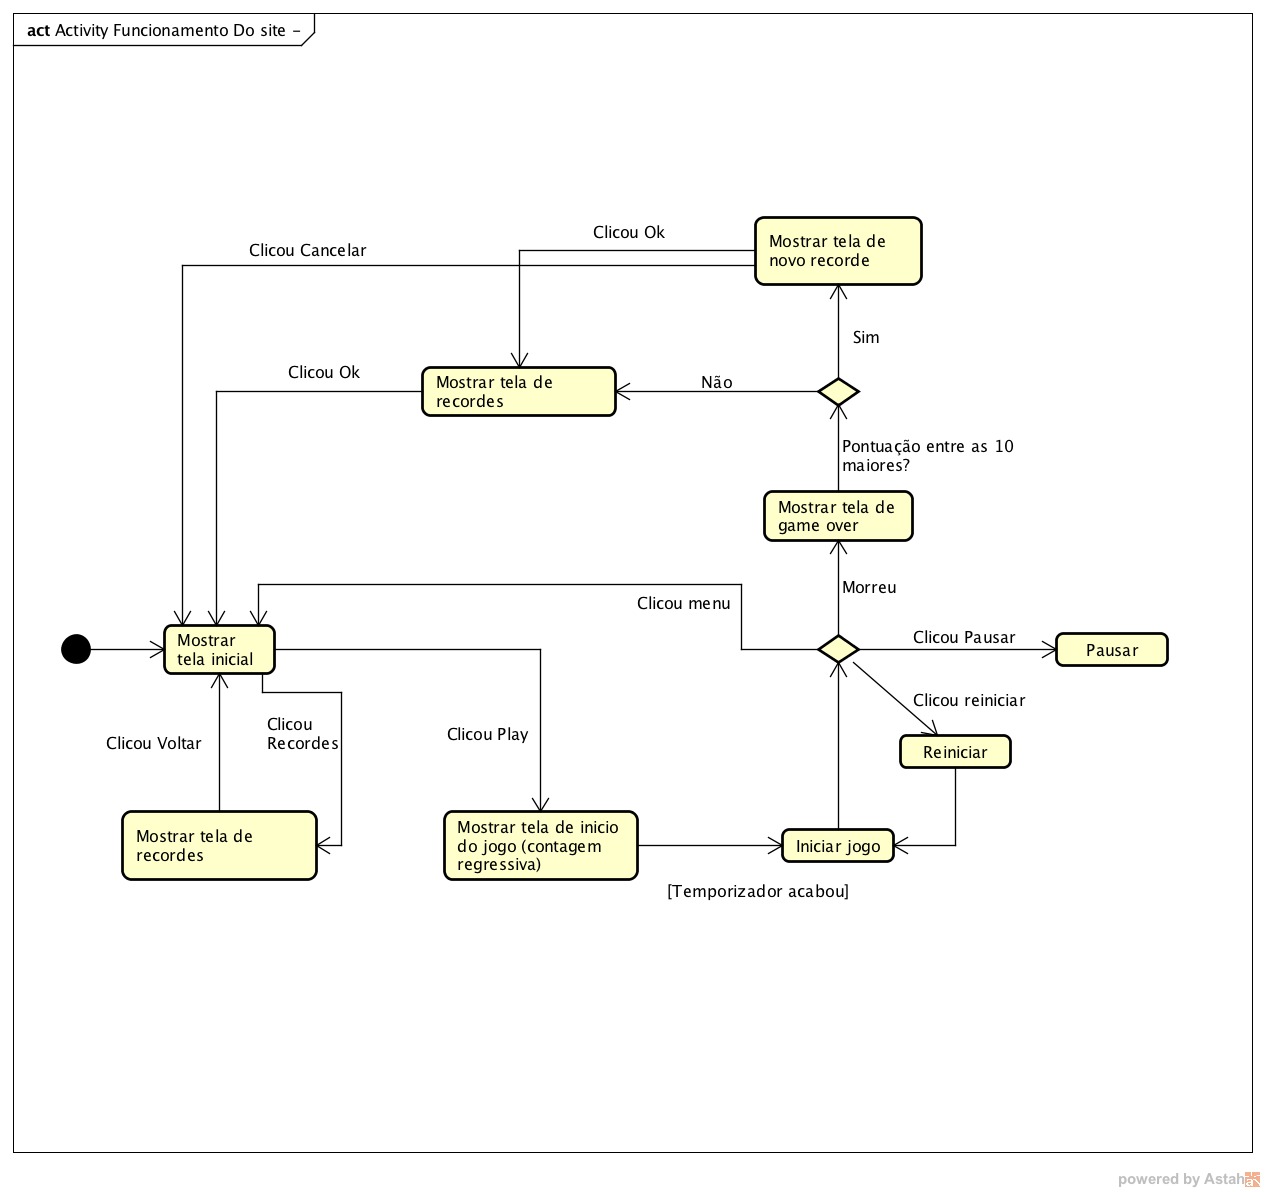 act Activity Funcionamento Do site -
Clicou Ok
Clicou Cancelar
Mostrar tela de
novo recorde
Sim
Clicou Ok
Mostrar tela de
recordes
Não
Pontuação entre as 10
maiores?
Mostrar tela de
game over
Morreu
Clicou menu
Mostrar
tela inicial
Clicou Pausar
Pausar
Clicou reiniciar
Reiniciar
Clicou Voltar
Clicou
Recordes
Clicou Play
Mostrar tela de
recordes
Mostrar tela de inicio
do jogo (contagem
regressiva)
Iniciar jogo
[Temporizador acabou]
powered by Astah